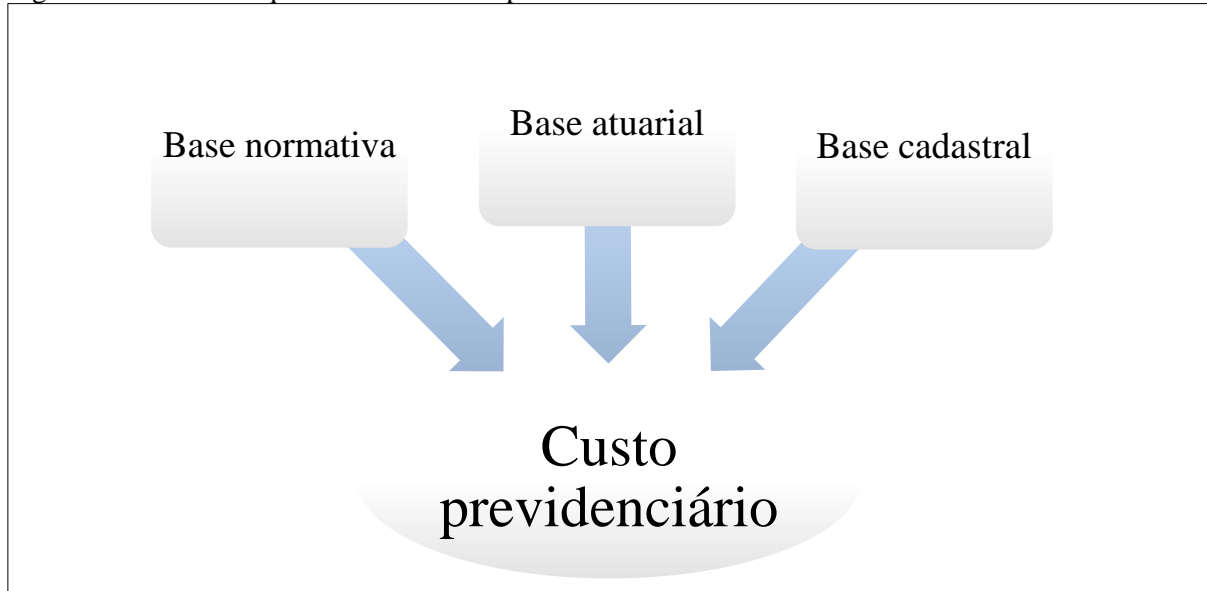 Base normativa
Base atuarial
Base cadastral
Custo
previdenciário